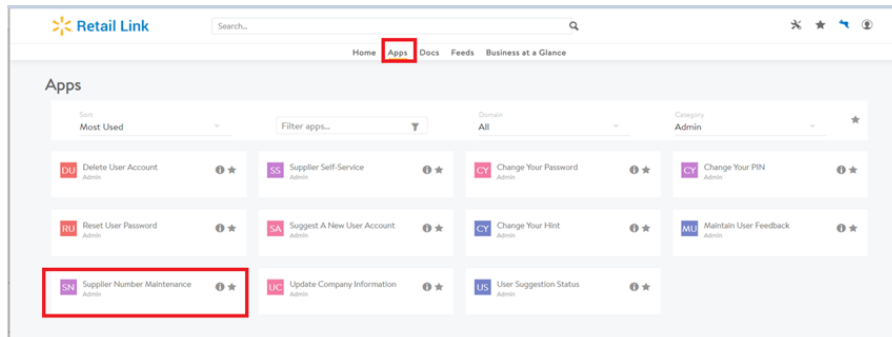 Retail Link
Search...
Home Apps Docs Feeds Business at a Glance
Apps
Sort
Most Used
Filter apps...
Domain
All
Category
Admin
DU Delete User Account
Admin
SS Supplier Self-Service
Admin
CY Change Your Password
Admin
CY Change Your PIN
Admin
RU Reset User Password
Admin
SA Suggest A New User Account
Admin
CY Change Your Hint
Admin
MU Maintain User Feedback
Admin
SN Supplier Number Maintenance
Admin
UC Update Company Information
Admin
US User Suggestion Status
Admin